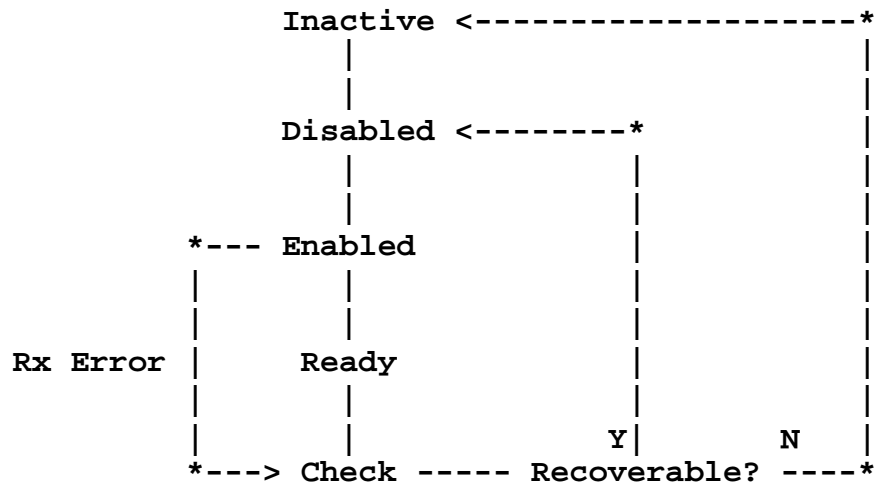 Inactive <--------------------*
| |
| |
Disabled <--------* |
| | |
| | |
*--- Enabled | |
| | | |
| | | |
Rx Error | Ready | |
| | | |
| | Y| N |
*---> Check ----- Recoverable? ----*